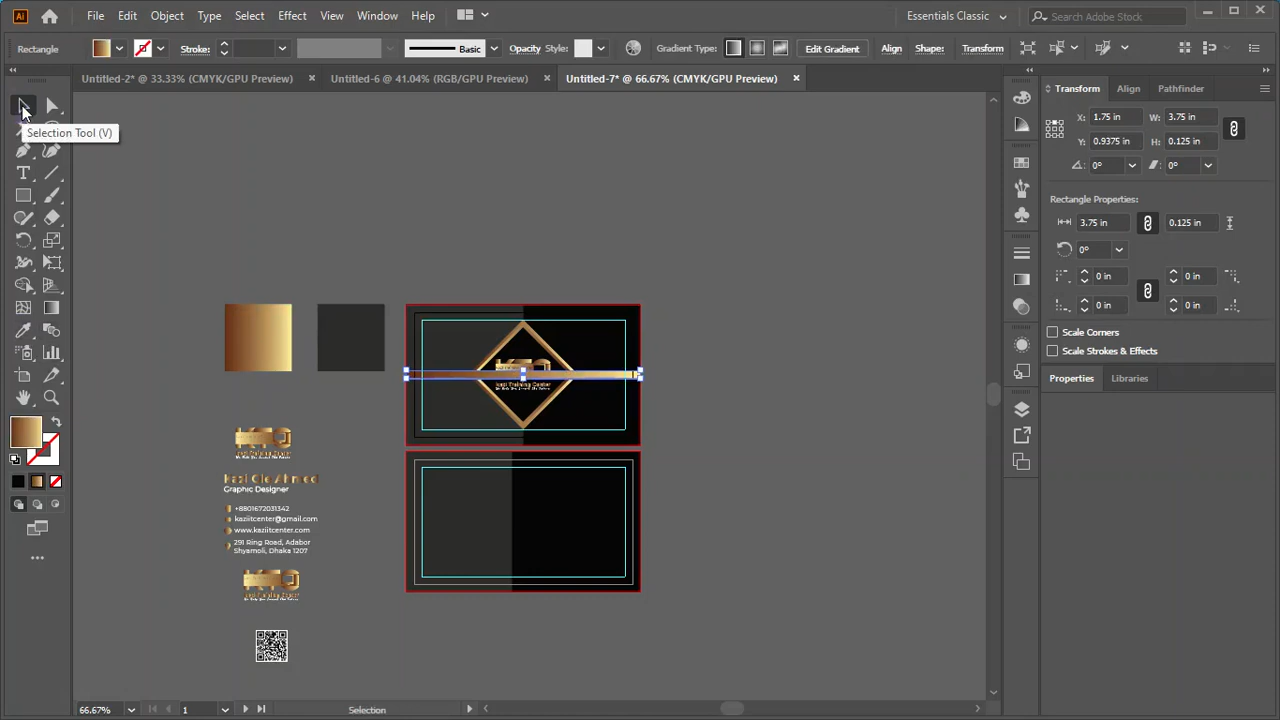 Ai File Edit Object Type Select Effect View Window Help Essentials Classic Search Adobe Stock
Rectangle Stroke: Basic Opacity Style: Gradient Type: Edit Gradient Align Shape: Transform
Untitled-2* @ 33.33% (CMYK/GPU Preview) × Untitled-6 @ 41.04% (RGB/GPU Preview) × Untitled-7* @ 66.67% (CMYK/GPU Preview) ×
Transform Align Pathfinder
X: 1.75 in W: 3.75 in
Selection Tool (V)
Y: 0.9375 in H: 0.125 in
0° 0°
Rectangle Properties:
3.75 in 0.125 in
0°
0 in 0 in
0 in 0 in
Scale Corners
Scale Strokes & Effects
Properties Libraries
Kazi Training Center
Graphic Designer
+8801672031342
kaziitcenter@gmail.com
www.kaziitcenter.com
291 Ring Road, Adabor
Shyamoli, Dhaka 1207
66.67% 1 Selection